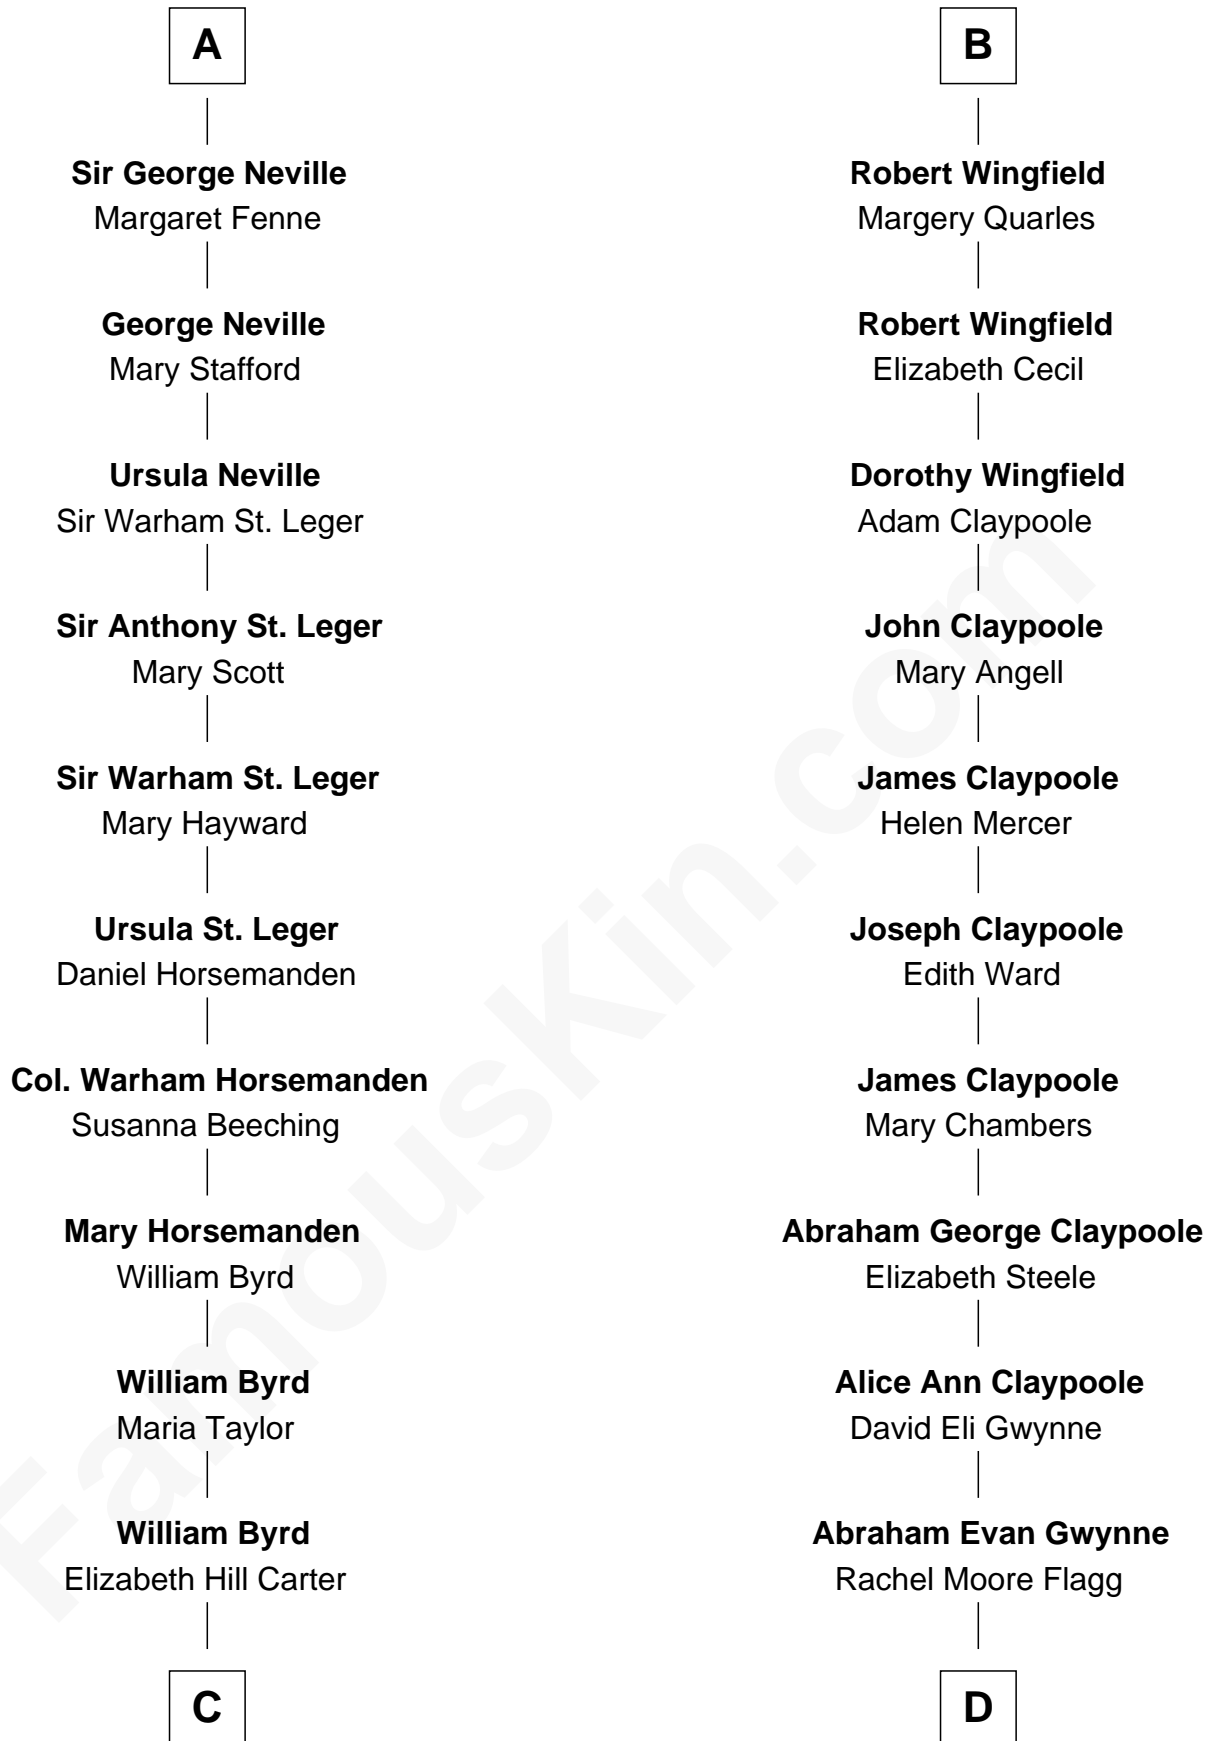 A
Sir George Neville
Margaret Fenne
George Neville
Mary Stafford
Ursula Neville
Sir Warham St. Leger
Sir Anthony St. Leger
Mary Scott
Sir Warham St. Leger
Mary Hayward
Ursula St. Leger
Daniel Horsemanden
Col. Warham Horsemanden
Susanna Beeching
Mary Horsemanden
William Byrd
William Byrd
Maria Taylor
William Byrd
Elizabeth Hill Carter
C
B
Robert Wingfield
Margery Quarles
Robert Wingfield
Elizabeth Cecil
Dorothy Wingfield
Adam Claypoole
John Claypoole
Mary Angell
James Claypoole
Helen Mercer
Joseph Claypoole
Edith Ward
James Claypoole
Mary Chambers
Abraham George Claypoole
Elizabeth Steele
Alice Ann Claypoole
David Eli Gwynne
Abraham Evan Gwynne
Rachel Moore Flagg
D
FamousKin.com